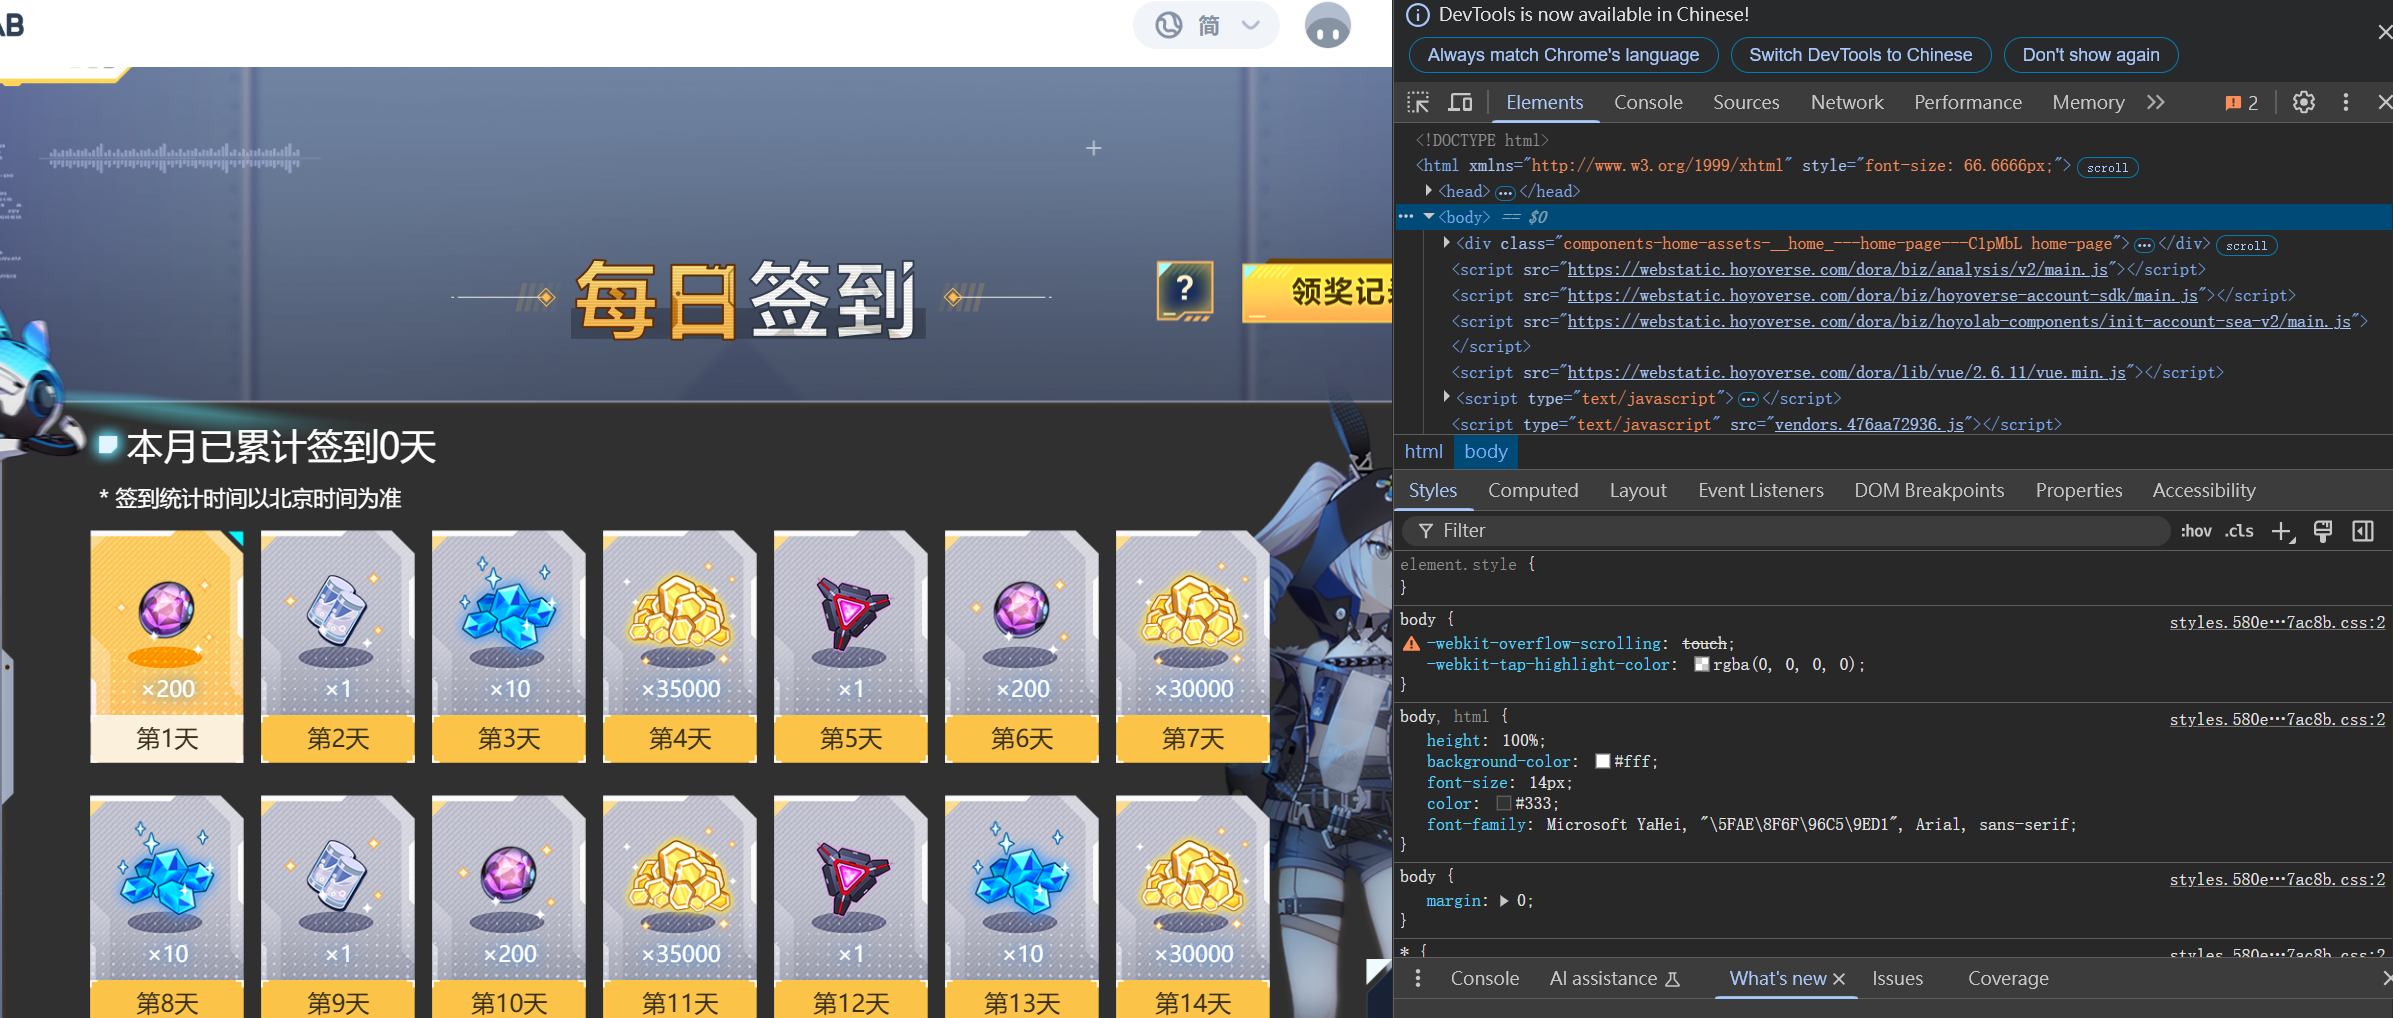 AB
简
每日签到
?
领奖记
本月已累计签到0天
* 签到统计时间以北京时间为准
×200
×1
×10
×35000
×1
×200
×30000
第1天
第2天
第3天
第4天
第5天
第6天
第7天
×10
×1
×200
×35000
×1
×10
×30000
第8天
第9天
第10天
第11天
第12天
第13天
第14天
DevTools is now available in Chinese!
Always match Chrome's language
Switch DevTools to Chinese
Don't show again
Elements
Console
Sources
Network
Performance
Memory
2
<!DOCTYPE html>
<html xmlns="http://www.w3.org/1999/xhtml" style="font-size: 66.6666px;"> scroll
<head> ••• </head>
••• <body> == $0
<div class="components-home-assets-__home_---home-page---C1pMbL home-page"> ••• </div> scroll
<script src="https://webstatic.hoyoverse.com/dora/biz/analysis/v2/main.js"></script>
<script src="https://webstatic.hoyoverse.com/dora/biz/hoyoverse-account-sdk/main.js"></script>
<script src="https://webstatic.hoyoverse.com/dora/biz/hoyolab-components/init-account-sea-v2/main.js">
</script>
<script src="https://webstatic.hoyoverse.com/dora/lib/vue/2.6.11/vue.min.js"></script>
<script type="text/javascript"> ••• </script>
<script type="text/javascript" src="vendors.476aa72936.js"></script>
html
body
Styles
Computed
Layout
Event Listeners
DOM Breakpoints
Properties
Accessibility
Filter
:hov
.cls
element.style {
}
body {
styles.580e…7ac8b.css:2
-webkit-overflow-scrolling: touch;
-webkit-tap-highlight-color: rgba(0, 0, 0, 0);
}
body, html {
styles.580e…7ac8b.css:2
height: 100%;
background-color: #fff;
font-size: 14px;
color: #333;
font-family: Microsoft YaHei, "\5FAE\8F6F\96C5\9ED1", Arial, sans-serif;
}
body {
styles.580e…7ac8b.css:2
margin: 0;
}
* {
styles.580e…7ac8b.css:2
Console
AI assistance
What's new
Issues
Coverage